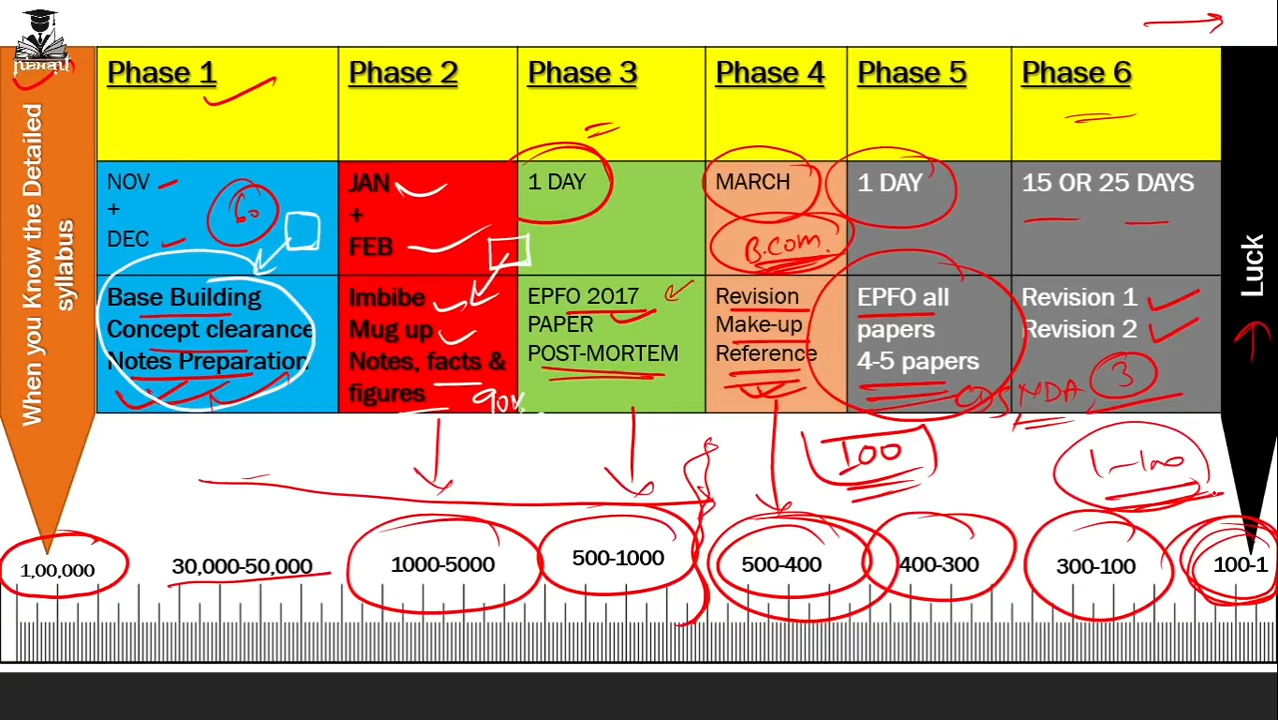 When you Know the Detailed
syllabus
Phase 1
Phase 2
Phase 3
Phase 4
Phase 5
Phase 6
NOV
+
DEC
60
JAN
+
FEB
1 DAY
MARCH
B.com.
1 DAY
15 OR 25 DAYS
Base Building
Concept clearance
Notes Preparation
Imbibe
Mug up
Notes, facts &
figures
90%
EPFO 2017
PAPER
POST-MORTEM
Revision
Make-up
Reference
EPFO all
papers
4-5 papers
Revision 1
Revision 2
CDS NDA 3
Luck
100
1-100
1,00,000
30,000-50,000
1000-5000
500-1000
500-400
400-300
300-100
100-1